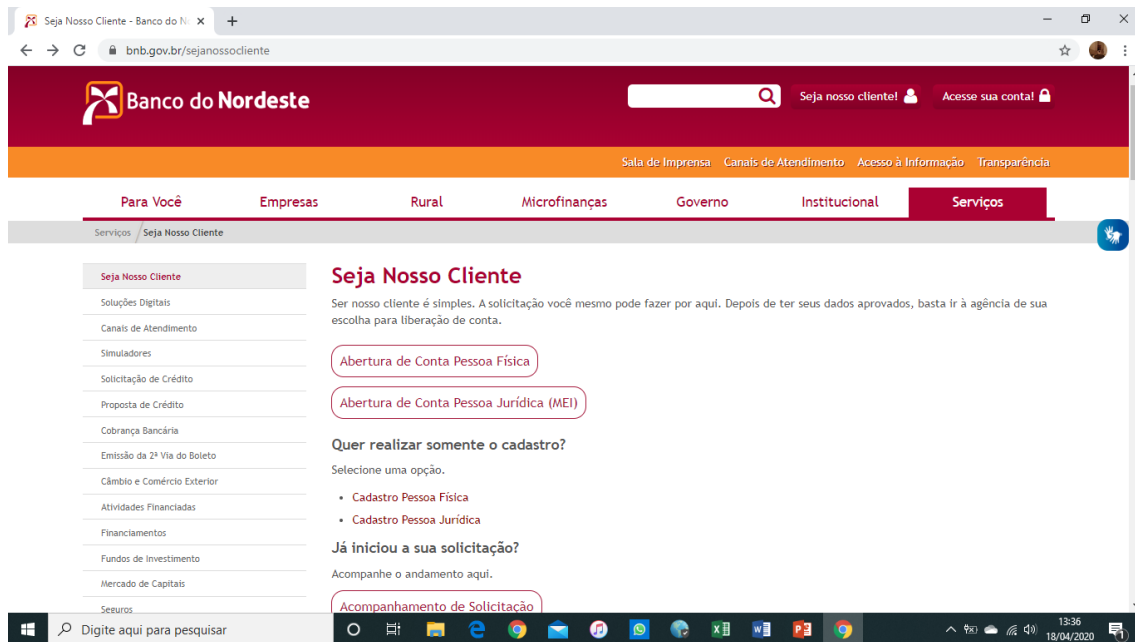 Seja Nosso Cliente - Banco do N
bnb.gov.br/sejanossocliente
Banco do Nordeste
Seja nosso cliente!
Acesse sua conta!
Sala de Imprensa Canais de Atendimento Acesso à Informação Transparência
Para Você Empresas Rural Microfinanças Governo Institucional Serviços
Serviços / Seja Nosso Cliente
Seja Nosso Cliente
Soluções Digitais
Canais de Atendimento
Simuladores
Solicitação de Crédito
Proposta de Crédito
Cobrança Bancária
Emissão da 2ª Via do Boleto
Câmbio e Comércio Exterior
Atividades Financiadas
Financiamentos
Fundos de Investimento
Mercado de Capitais
Seguros
Seja Nosso Cliente
Ser nosso cliente é simples. A solicitação você mesmo pode fazer por aqui. Depois de ter seus dados aprovados, basta ir à agência de sua
escolha para liberação de conta.
Abertura de Conta Pessoa Física
Abertura de Conta Pessoa Jurídica (MEI)
Quer realizar somente o cadastro?
Selecione uma opção.
• Cadastro Pessoa Física
• Cadastro Pessoa Jurídica
Já iniciou a sua solicitação?
Acompanhe o andamento aqui.
Acompanhamento de Solicitação
Digite aqui para pesquisar
13:36
18/04/2020